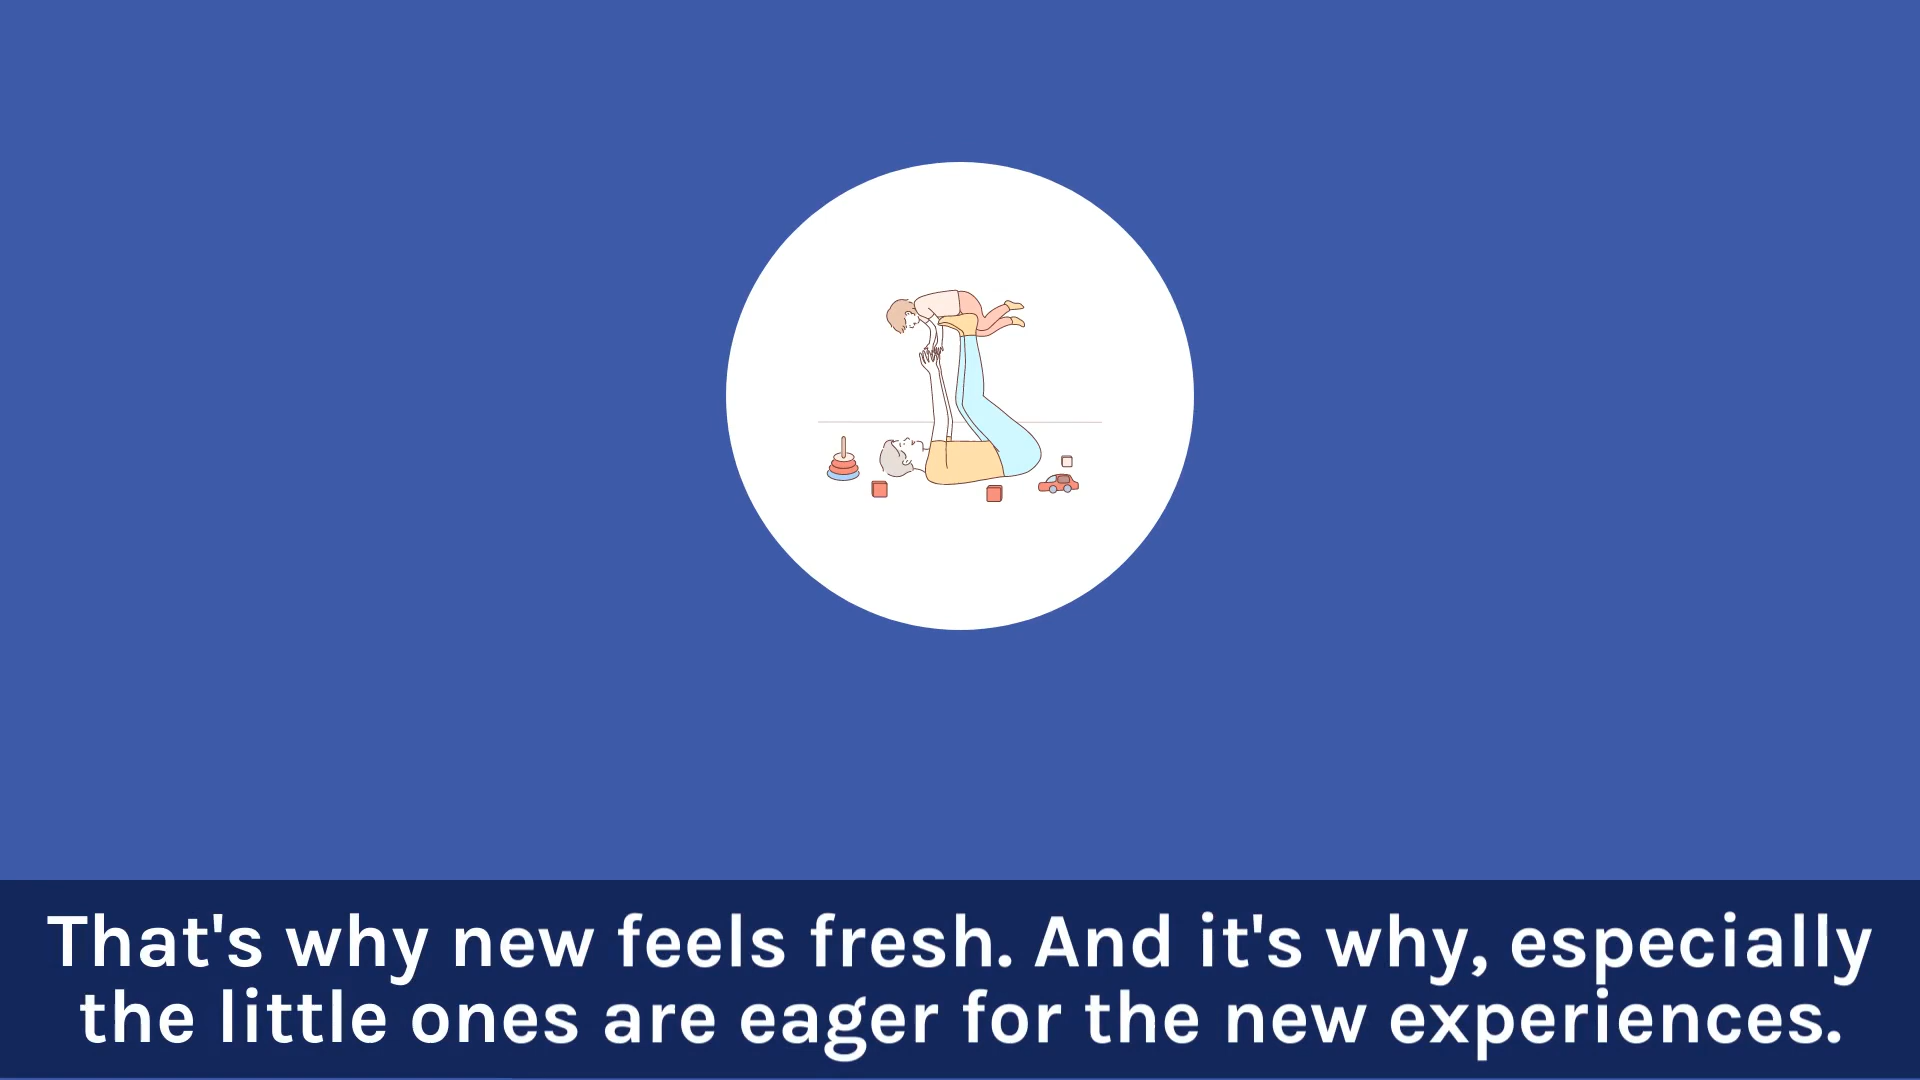 That's why new feels fresh. And it's why, especially
the little ones are eager for the new experiences.